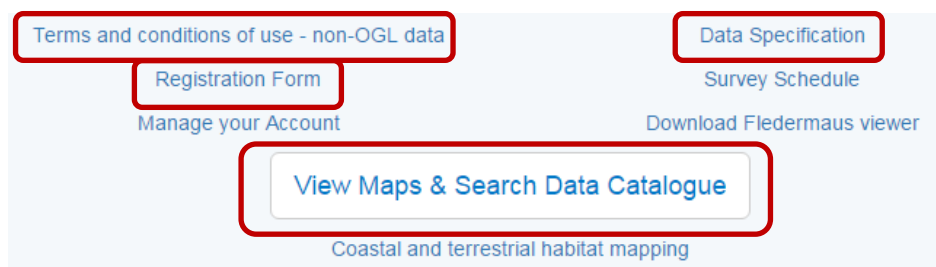 Terms and conditions of use - non-OGL data
Data Specification
Registration Form
Survey Schedule
Manage your Account
Download Fledermaus viewer
View Maps & Search Data Catalogue
Coastal and terrestrial habitat mapping